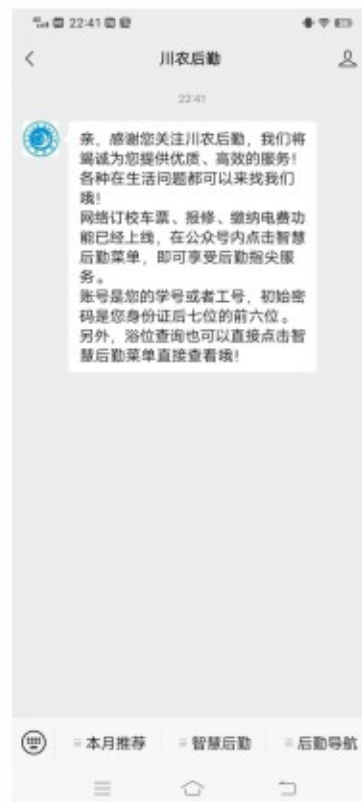 22:41
川农后勤
22:41
亲，感谢您关注川农后勤，我们将
竭诚为您提供优质、高效的服务！
各种在生活问题都可以来找我们
哦！
网络订校车票、报修、缴纳电费功
能已经上线，在公众号内点击智慧
后勤菜单，即可享受后勤指尖服
务。
账号是您的学号或者工号，初始密
码是您身份证后七位的前六位。
另外，浴位查询也可以直接点击智
慧后勤菜单直接查看哦！
本月推荐
智慧后勤
后勤导航